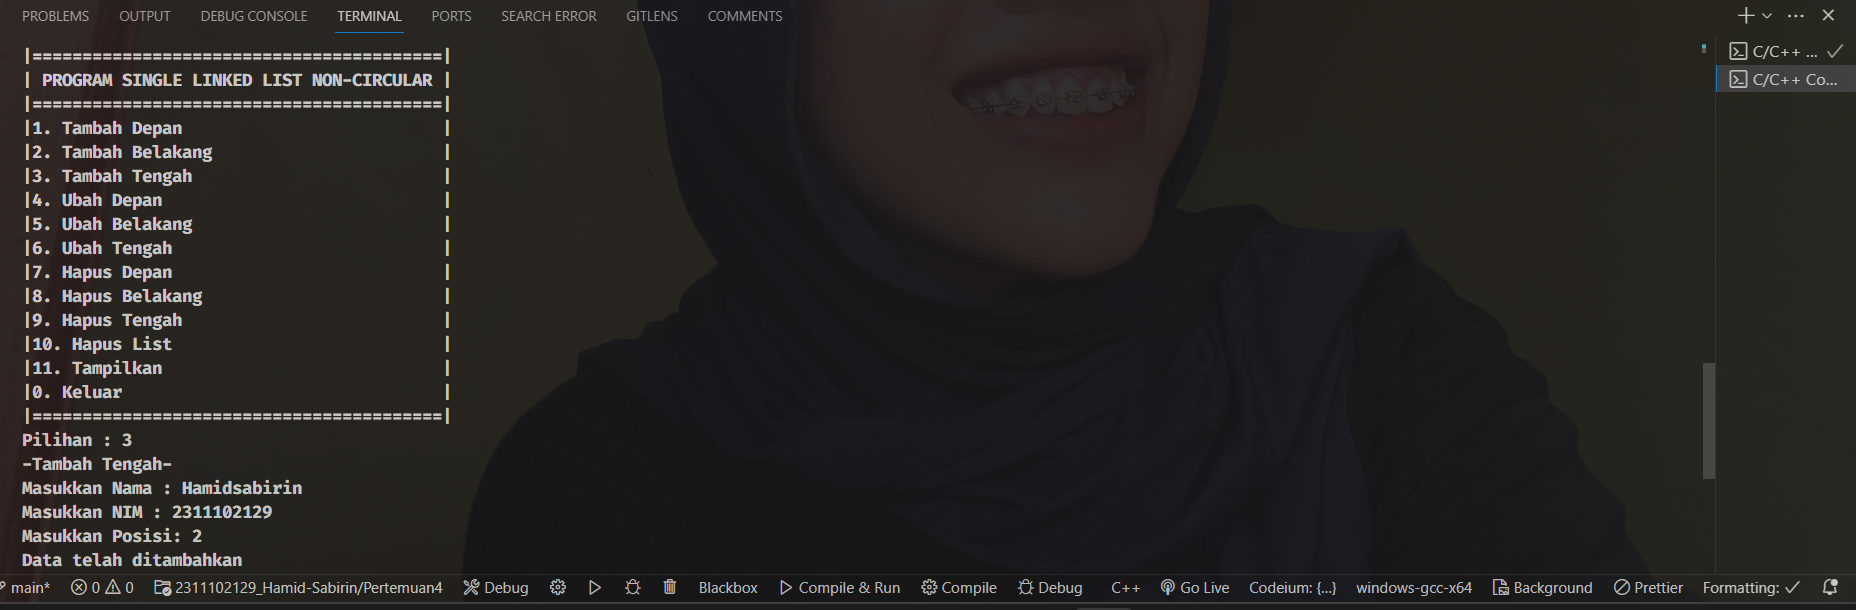 PROBLEMS OUTPUT DEBUG CONSOLE TERMINAL PORTS SEARCH ERROR GITLENS COMMENTS
|=========================================|
| PROGRAM SINGLE LINKED LIST NON-CIRCULAR |
|=========================================|
|1. Tambah Depan |
|2. Tambah Belakang |
|3. Tambah Tengah |
|4. Ubah Depan |
|5. Ubah Belakang |
|6. Ubah Tengah |
|7. Hapus Depan |
|8. Hapus Belakang |
|9. Hapus Tengah |
|10. Hapus List |
|11. Tampilkan |
|0. Keluar |
|=========================================|
Pilihan : 3
-Tambah Tengah-
Masukkan Nama : Hamidsabirin
Masukkan NIM : 2311102129
Masukkan Posisi: 2
Data telah ditambahkan
C/C++ ...
C/C++ Co...
main* 0 0 2311102129_Hamid-Sabirin/Pertemuan4 Debug Blackbox Compile & Run Compile Debug C++ Go Live Codeium: {...} windows-gcc-x64 Background Prettier Formatting: